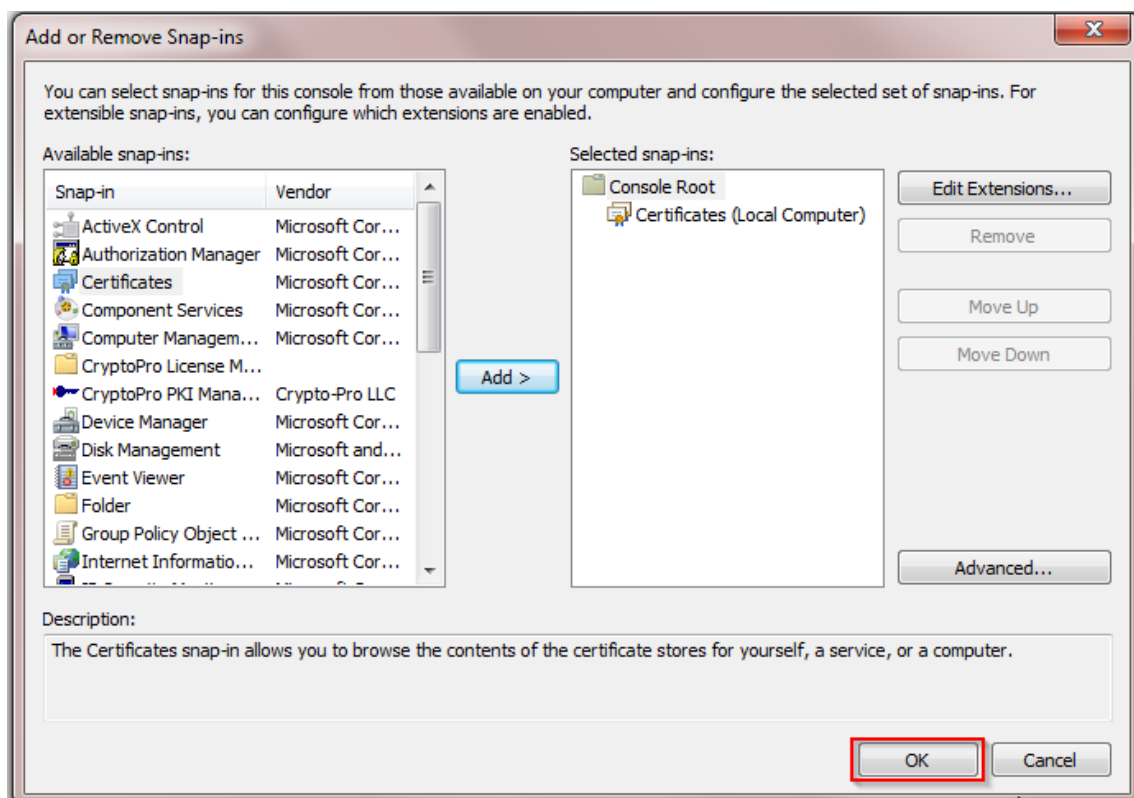 Add or Remove Snap-ins
You can select snap-ins for this console from those available on your computer and configure the selected set of snap-ins. For
extensible snap-ins, you can configure which extensions are enabled.
Available snap-ins:
Snap-in Vendor
ActiveX Control Microsoft Cor...
Authorization Manager Microsoft Cor...
Certificates Microsoft Cor...
Component Services Microsoft Cor...
Computer Managem... Microsoft Cor...
CryptoPro License M...
CryptoPro PKI Mana... Crypto-Pro LLC
Device Manager Microsoft Cor...
Disk Management Microsoft and...
Event Viewer Microsoft Cor...
Folder Microsoft Cor...
Group Policy Object ... Microsoft Cor...
Internet Informatio... Microsoft Cor...
Add >
Selected snap-ins:
Console Root
Certificates (Local Computer)
Edit Extensions...
Remove
Move Up
Move Down
Advanced...
Description:
The Certificates snap-in allows you to browse the contents of the certificate stores for yourself, a service, or a computer.
OK Cancel